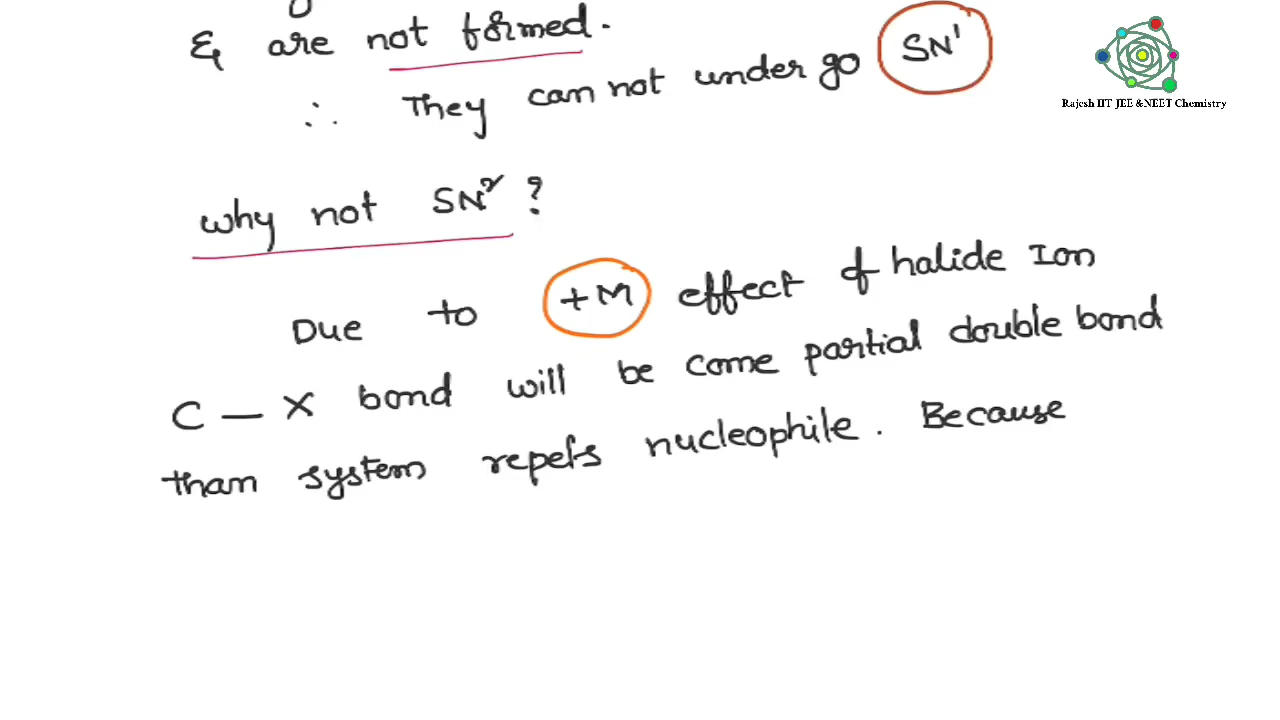 & are not formed.
∴ They can not under go SN¹
Rajesh IIT JEE &NEET Chemistry
why not SN² ?
Due to +M effect of halide Ion
C — X bond will be come partial double bond
than system repels nucleophile. Because